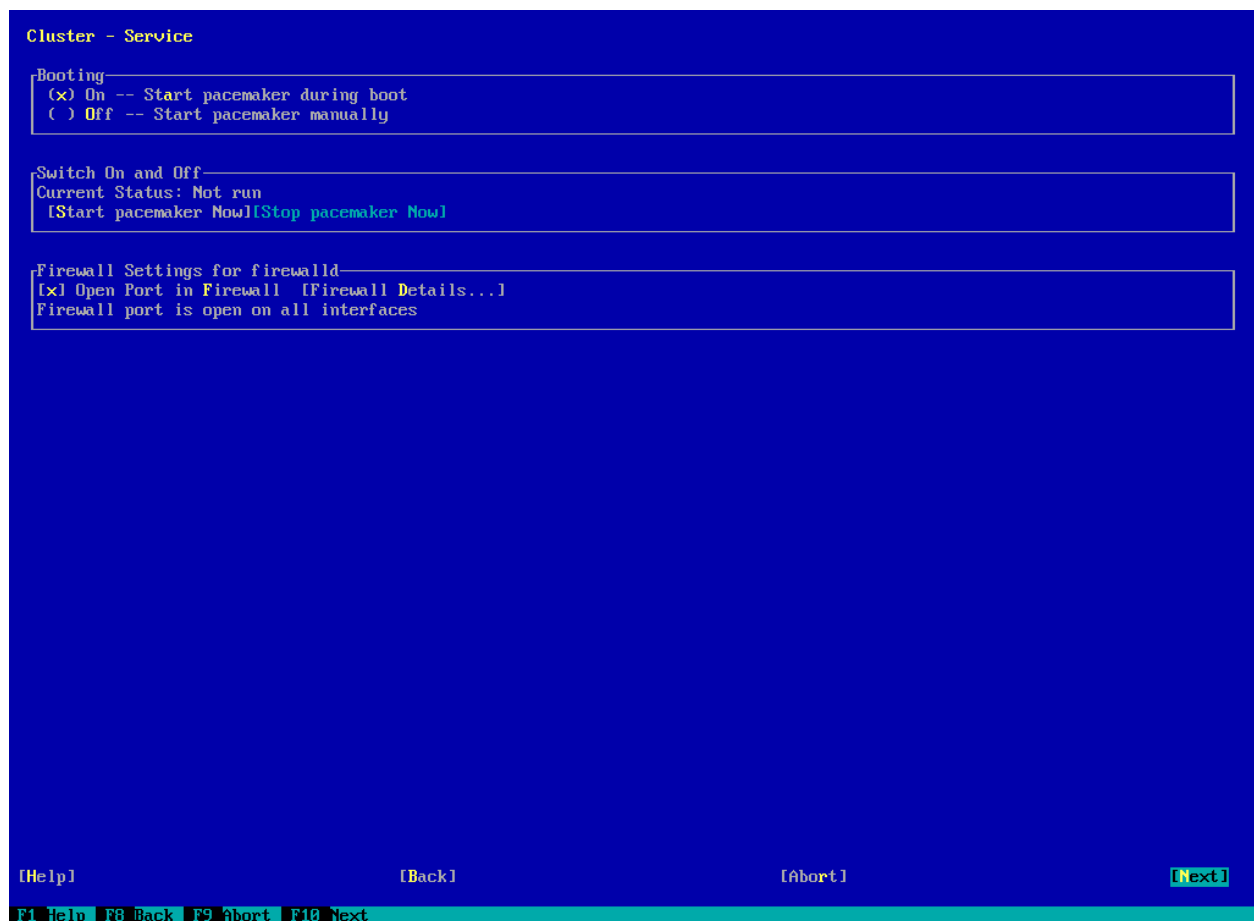 Cluster - Service
Booting
(x) On -- Start pacemaker during boot
( ) Off -- Start pacemaker manually
Switch On and Off
Current Status: Not run
[Start pacemaker Now][Stop pacemaker Now]
Firewall Settings for firewalld
[x] Open Port in Firewall [Firewall Details...]
Firewall port is open on all interfaces
[Help] [Back] [Abort] [Next]
F1 Help F8 Back F9 Abort F10 Next